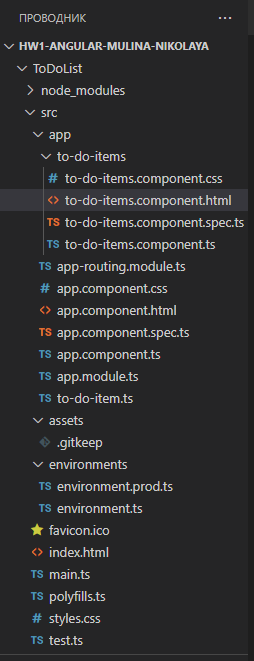 ПРОВОДНИК
HW1-ANGULAR-MULINA-NIKOLAYA
ToDoList
node_modules
src
app
to-do-items
to-do-items.component.css
to-do-items.component.html
to-do-items.component.spec.ts
to-do-items.component.ts
app-routing.module.ts
app.component.css
app.component.html
app.component.spec.ts
app.component.ts
app.module.ts
to-do-item.ts
assets
.gitkeep
environments
environment.prod.ts
environment.ts
favicon.ico
index.html
main.ts
polyfills.ts
styles.css
test.ts